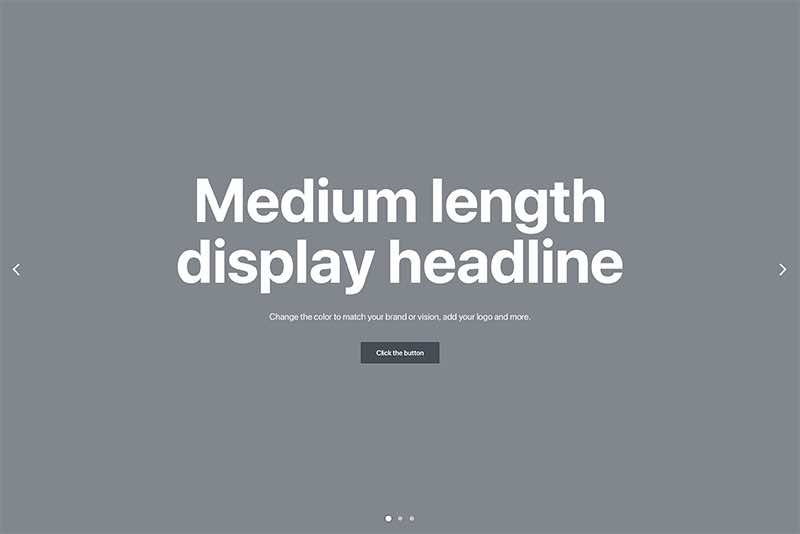 Medium length
display headline
Change the color to match your brand or vision, add your logo and more.
Click the button